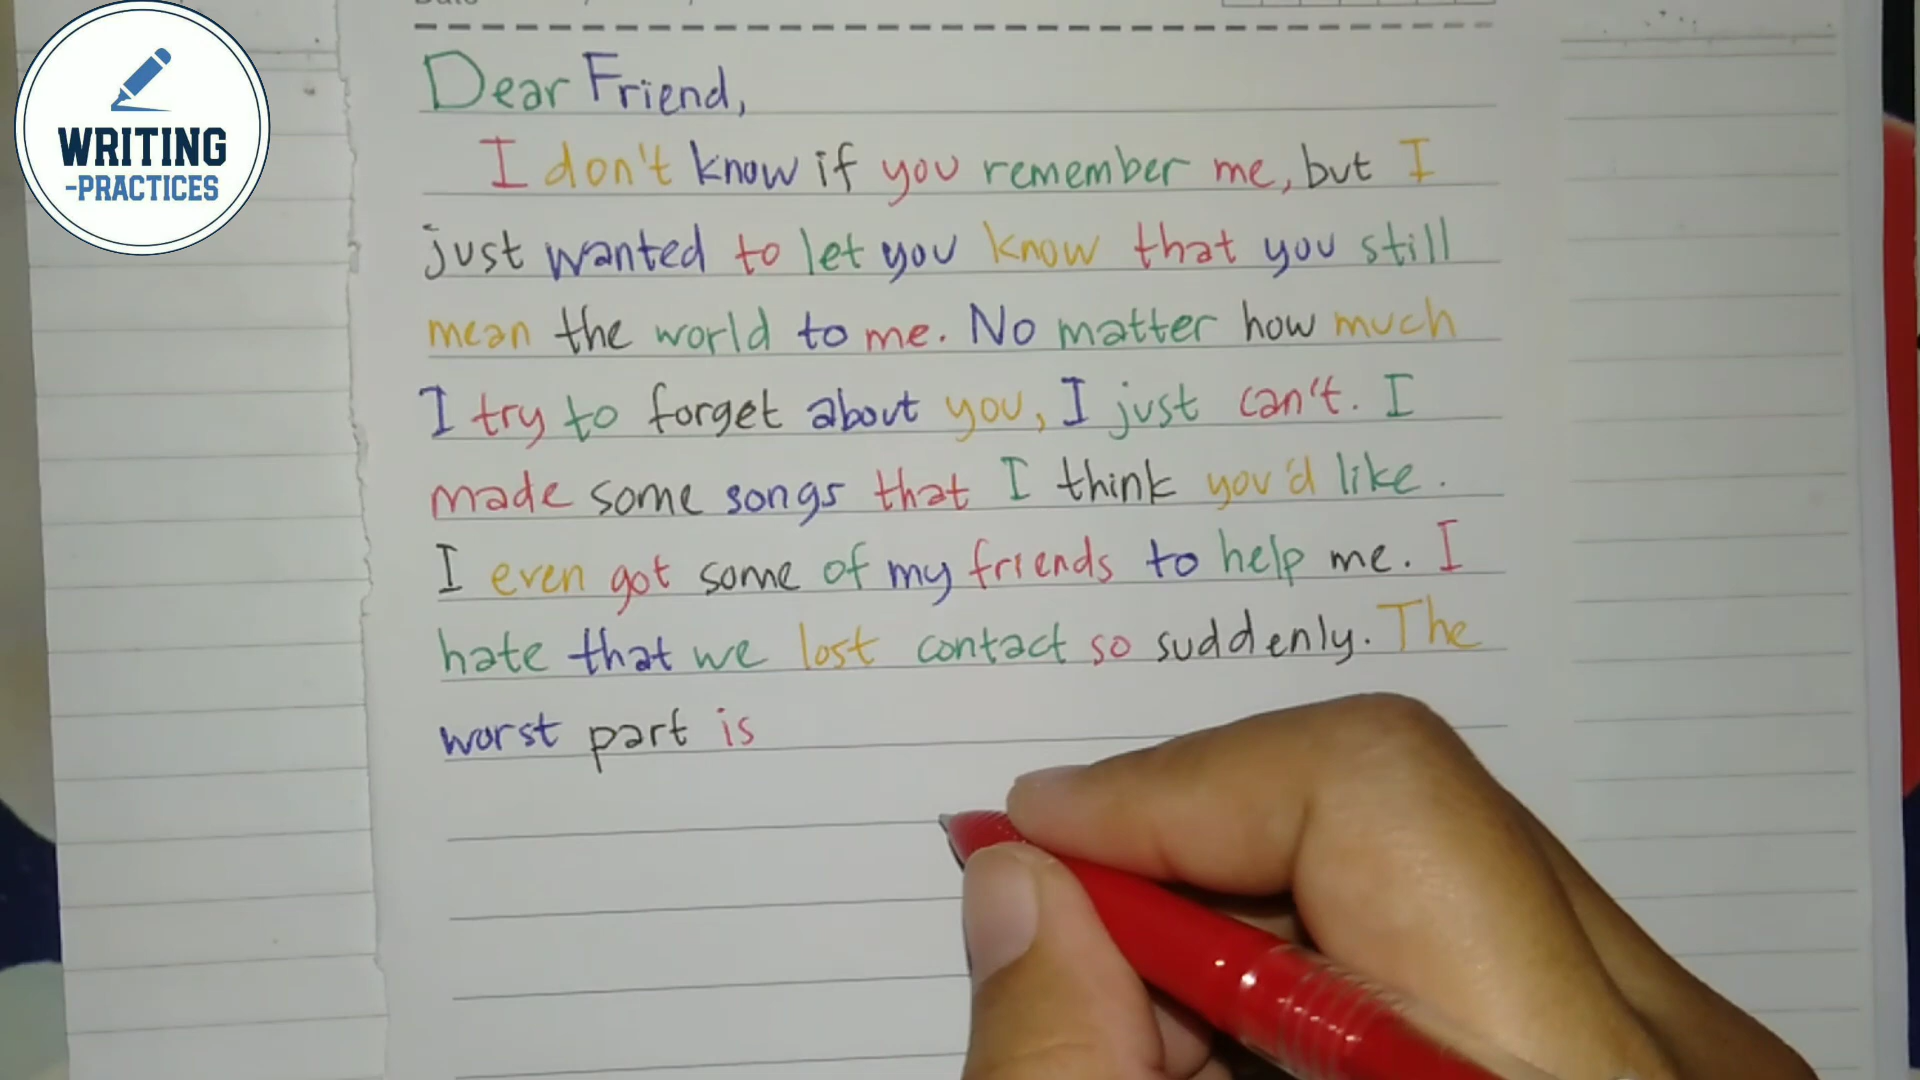 WRITING
-PRACTICES
Dear Friend,
I don't know if you remember me, but I
just wanted to let you know that you still
mean the world to me. No matter how much
I try to forget about you, I just can't. I
made some songs that I think you'd like.
I even got some of my friends to help me. I
hate that we lost contact so suddenly. The
worst part is